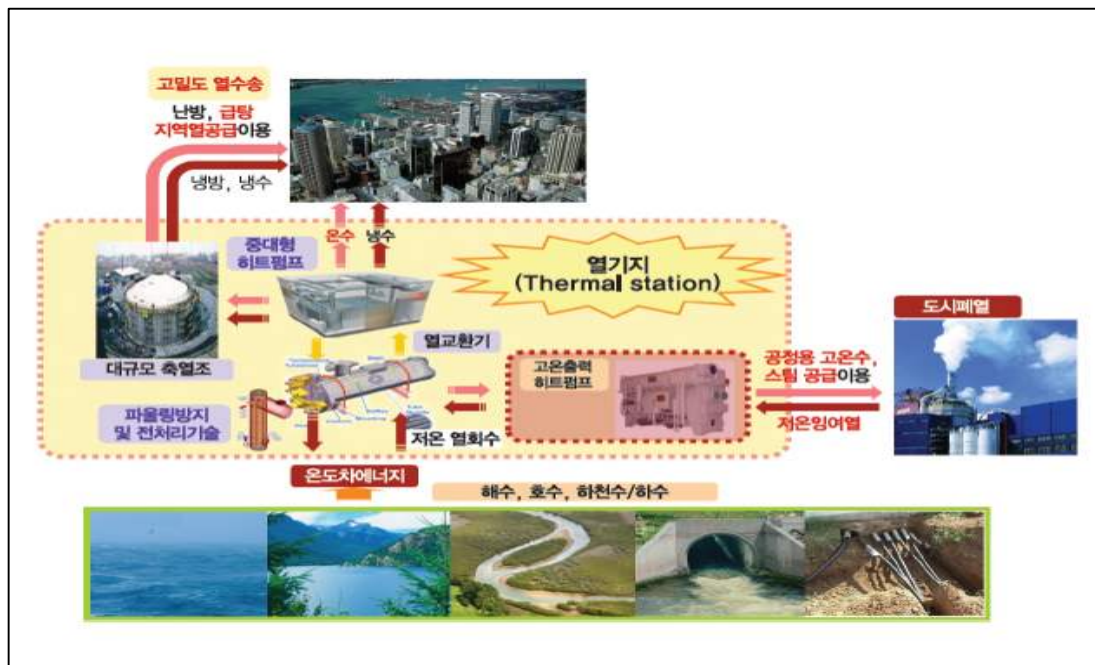 고밀도 열수송
난방, 급탕
지역열공급이용
냉방, 냉수
온수 냉수
중대형
히트펌프
열기지
(Thermal station)
대규모 축열조
열교환기
파울링방지
및 전처리기술
고온출력
히트펌프
저온 열회수
도시폐열
공정용 고온수,
스팀 공급이용
저온잉여열
온도차에너지
해수, 호수, 하천수/하수